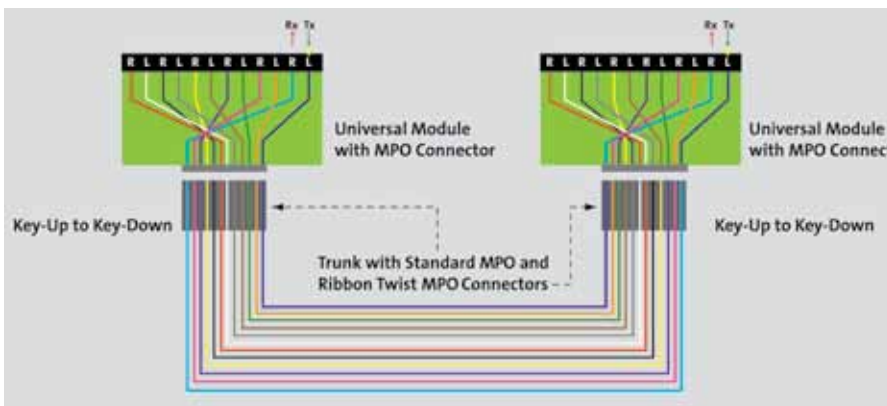 Rx Tx
Rx Tx
R L R L R L R L R L R L
R L R L R L R L R L R L
Universal Module
with MPO Connector
Universal Module
with MPO Connec
Key-Up to Key-Down
Key-Up to Key-Down
Trunk with Standard MPO and
Ribbon Twist MPO Connectors